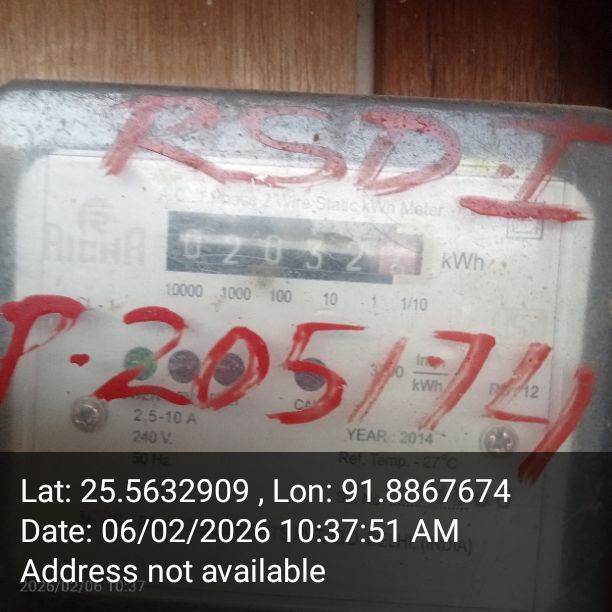 RSD-I
A.C. 1 Phase 2 Wire Static kWh Meter
RICHA
0 2 0 3 2 kWh
10000 1000 100 10 1 1/10
P.205174
Imp
kWh
CAL
2.5-10 A
240 V. YEAR : 2014
50 Hz. Ref. Temp. - 27°C
(INDIA)
Lat: 25.5632909 , Lon: 91.8867674
Date: 06/02/2026 10:37:51 AM
Address not available
2026/02/06 10:37